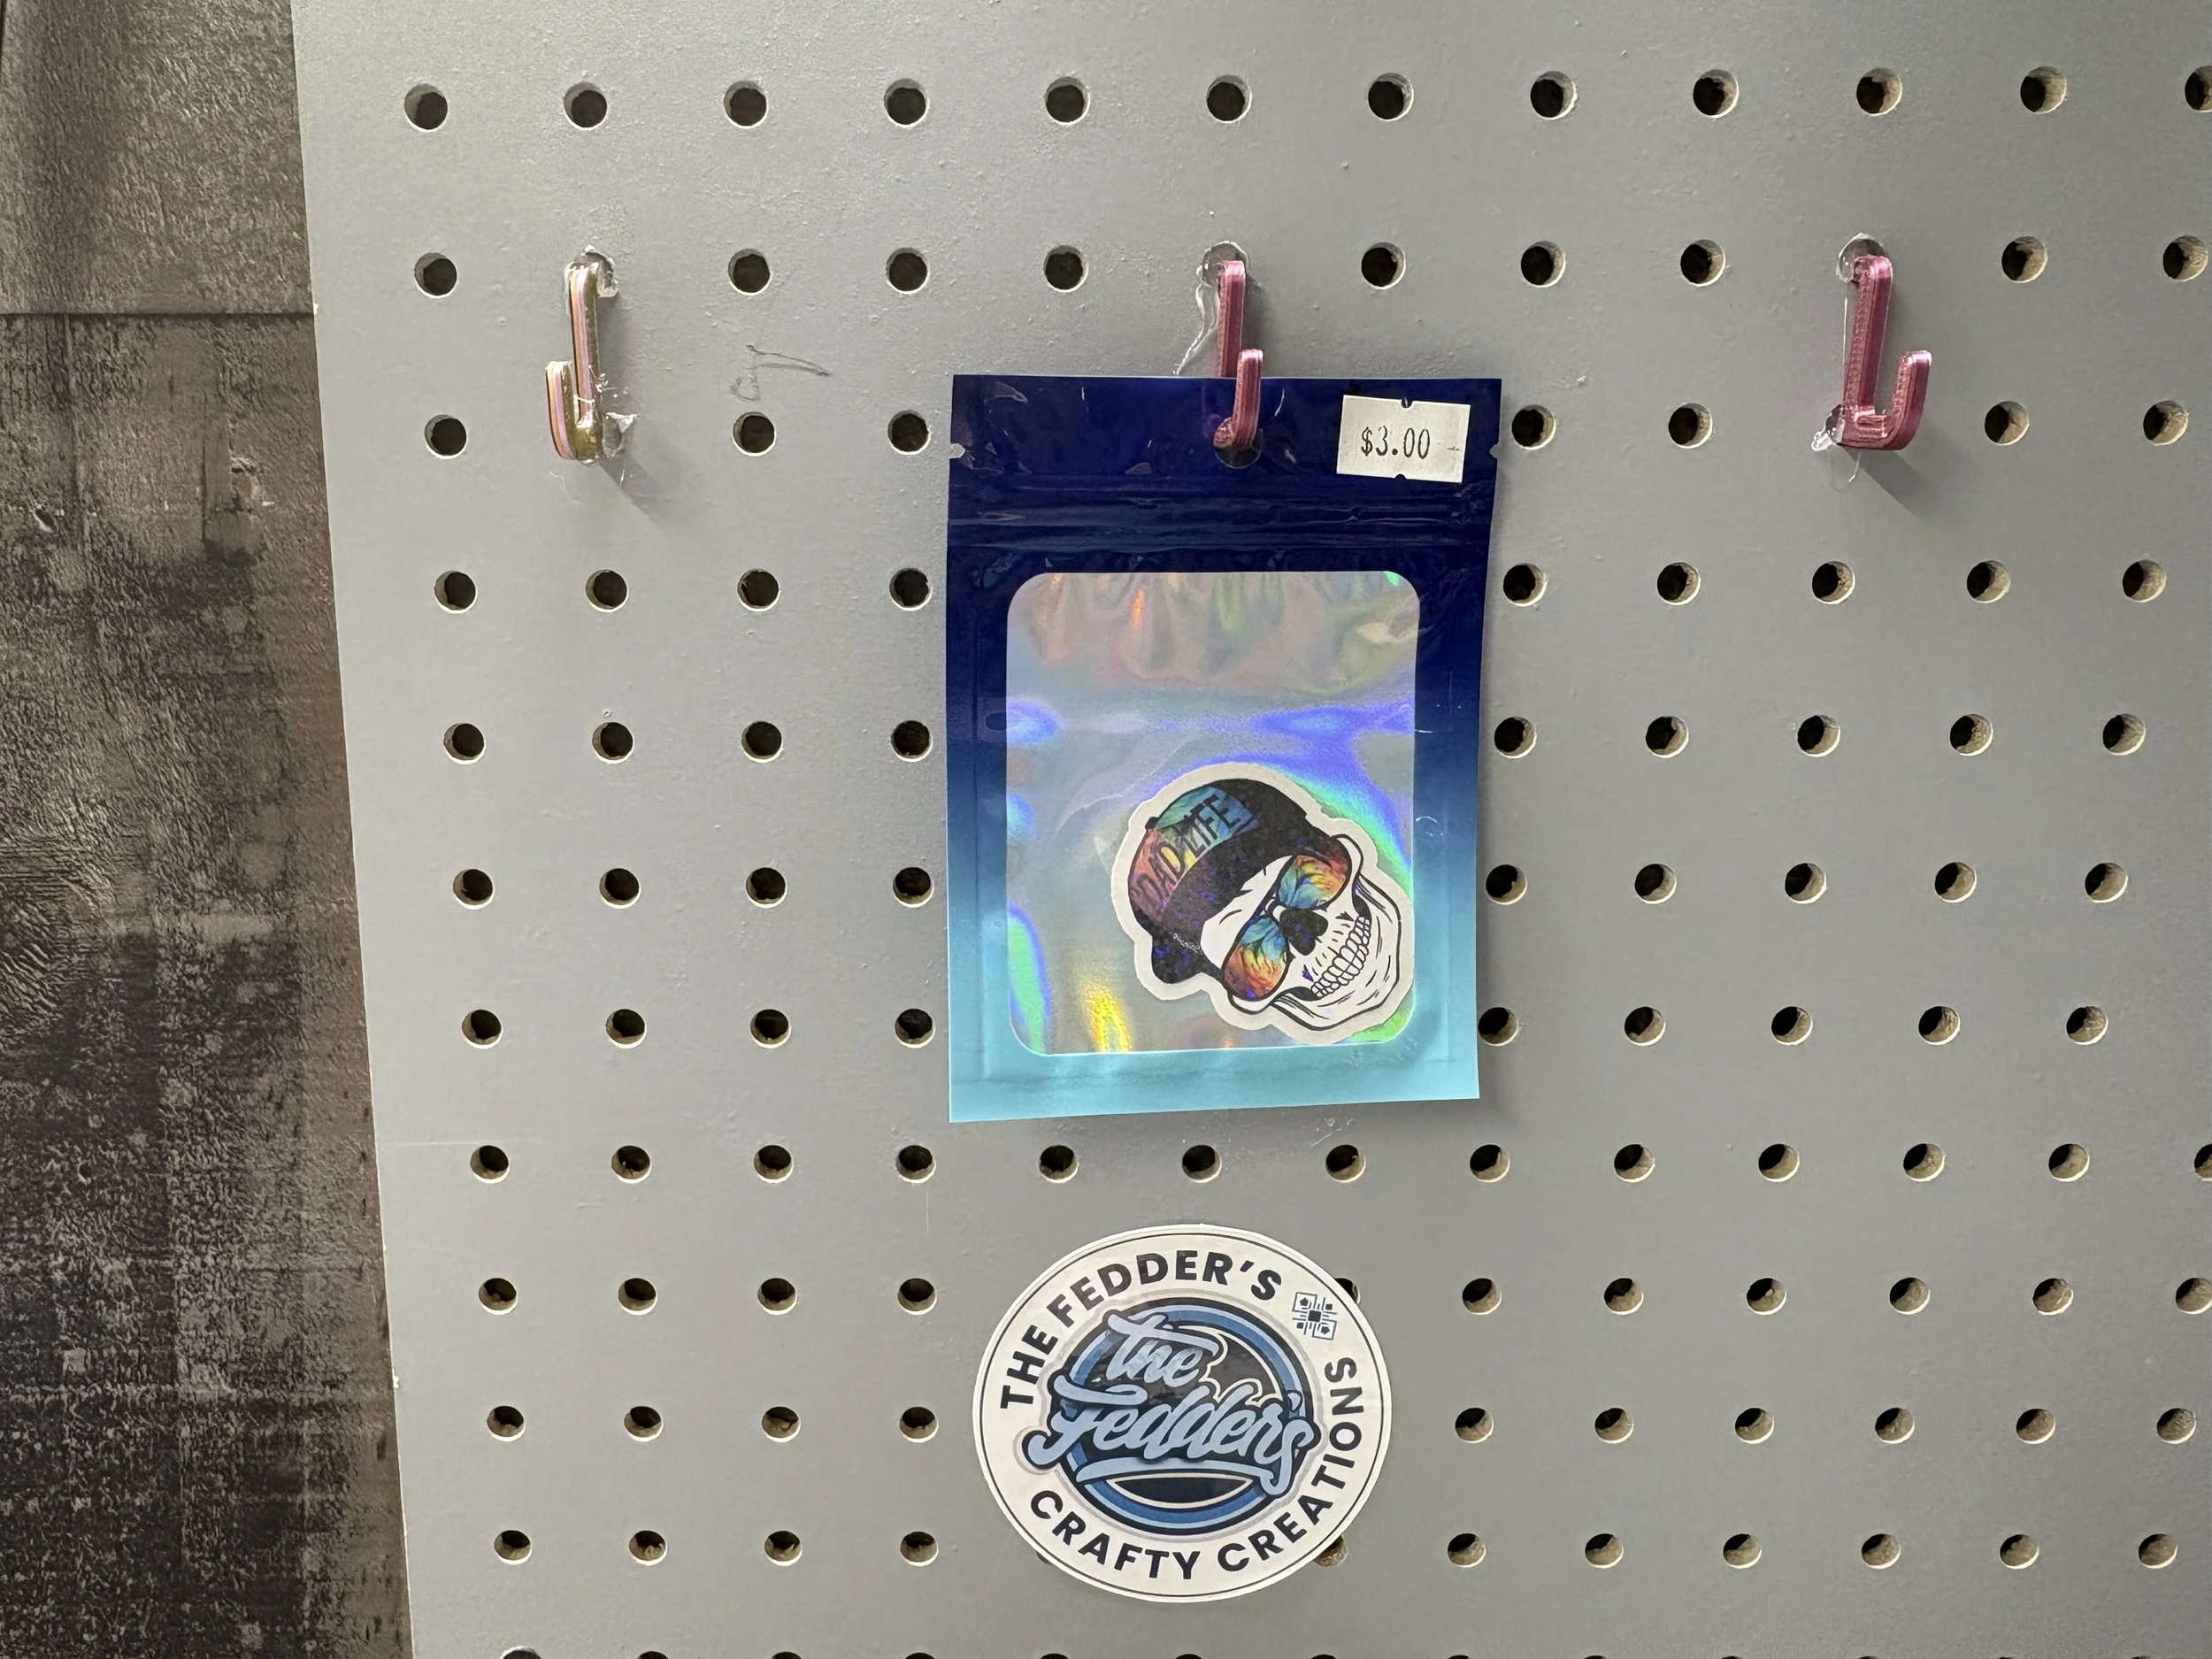 $3.00
DAD LIFE
THE FEDDER'S
the
Fedder's
CRAFTY CREATIONS